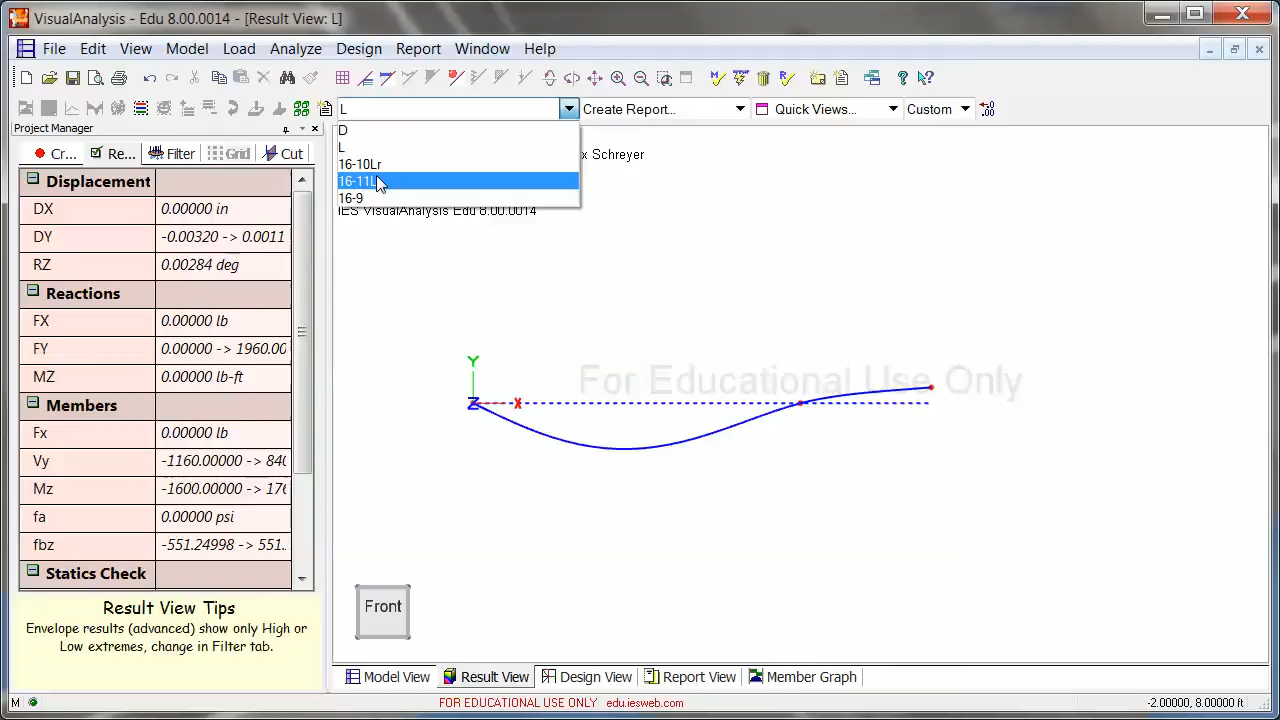 VisualAnalysis - Edu 8.00.0014 - [Result View: L]
File Edit View Model Load Analyze Design Report Window Help
L Create Report... Quick Views... Custom
Project Manager
D
L
16-10Lr
16-11L
16-9
x Schreyer
IES VisualAnalysis Edu 8.00.0014
Cr... Re... Filter Grid Cut
Displacement
DX 0.00000 in
DY -0.00320 -> 0.0011
RZ 0.00284 deg
Reactions
FX 0.00000 lb
FY 0.00000 -> 1960.00
MZ 0.00000 lb-ft
Members
Fx 0.00000 lb
Vy -1160.00000 -> 840
Mz -1600.00000 -> 176
fa 0.00000 psi
fbz -551.24998 -> 551.
Statics Check
Result View Tips
Envelope results (advanced) show only High or
Low extremes, change in Filter tab.
Y
Z X
For Educational Use Only
Front
Model View Result View Design View Report View Member Graph
M FOR EDUCATIONAL USE ONLY edu.iesweb.com -2.00000, 8.00000 ft